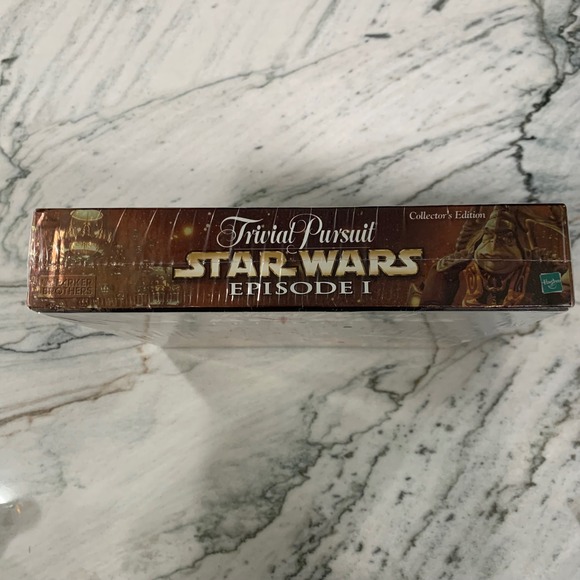 Collector's Edition
Trivial Pursuit
STAR WARS
EPISODE I
PARKER
BROTHERS
Hasbro